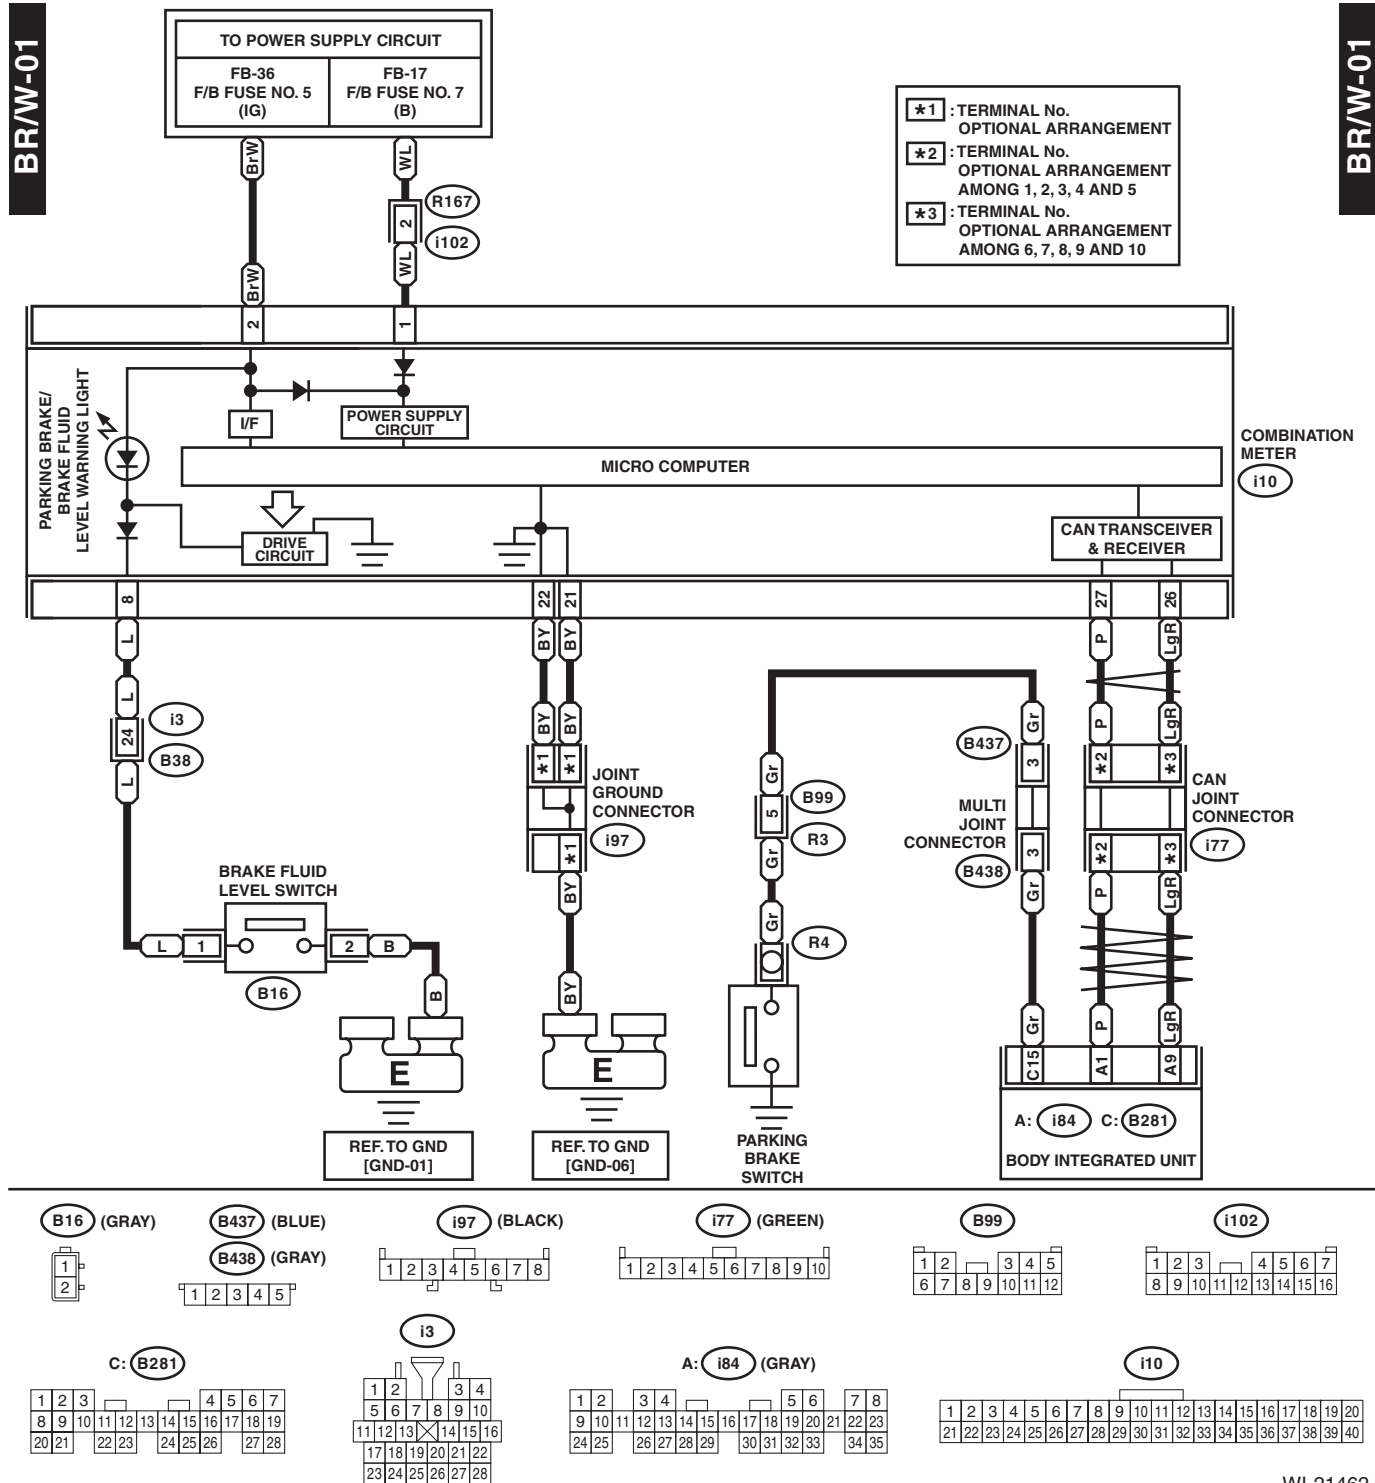 BR/W-01
BR/W-01
TO POWER SUPPLY CIRCUIT
FB-36
F/B FUSE NO. 5
(IG)
FB-17
F/B FUSE NO. 7
(B)
*1 : TERMINAL No.
OPTIONAL ARRANGEMENT
*2 : TERMINAL No.
OPTIONAL ARRANGEMENT
AMONG 1, 2, 3, 4 AND 5
*3 : TERMINAL No.
OPTIONAL ARRANGEMENT
AMONG 6, 7, 8, 9 AND 10
BrW
WL
R167
2
i102
WL
BrW
2
1
PARKING BRAKE/
BRAKE FLUID
LEVEL WARNING LIGHT
I/F
POWER SUPPLY
CIRCUIT
MICRO COMPUTER
COMBINATION
METER
i10
DRIVE
CIRCUIT
CAN TRANSCEIVER
& RECEIVER
8
22
21
27
26
L
BY
BY
P
LgR
L
24
i3
B38
L
BY
BY
*1
*1
JOINT
GROUND
CONNECTOR
i97
*1
BY
Gr
5
B99
R3
Gr
Gr
R4
Gr
B437
3
MULTI
JOINT
CONNECTOR
3
B438
Gr
P
LgR
*2
*3
CAN
JOINT
CONNECTOR
i77
*2
*3
P
LgR
BRAKE FLUID
LEVEL SWITCH
L
1
2
B
B16
B
BY
Gr
P
LgR
C15
A1
A9
E
E
REF. TO GND
[GND-01]
REF. TO GND
[GND-06]
PARKING
BRAKE
SWITCH
A: i84 C: B281
BODY INTEGRATED UNIT
B16 (GRAY)
1
2
B437 (BLUE)
B438 (GRAY)
1 2 3 4 5
i97 (BLACK)
1 2 3 4 5 6 7 8
i77 (GREEN)
1 2 3 4 5 6 7 8 9 10
B99
1 2 3 4 5
6 7 8 9 10 11 12
i102
1 2 3 4 5 6 7
8 9 10 11 12 13 14 15 16
C: B281
1 2 3 4 5 6 7
8 9 10 11 12 13 14 15 16 17 18 19
20 21 22 23 24 25 26 27 28
i3
1 2 3 4
5 6 7 8 9 10
11 12 13 14 15 16
17 18 19 20 21 22
23 24 25 26 27 28
A: i84 (GRAY)
1 2 3 4 5 6 7 8
9 10 11 12 13 14 15 16 17 18 19 20 21 22 23
24 25 26 27 28 29 30 31 32 33 34 35
i10
1 2 3 4 5 6 7 8 9 10 11 12 13 14 15 16 17 18 19 20
21 22 23 24 25 26 27 28 29 30 31 32 33 34 35 36 37 38 39 40